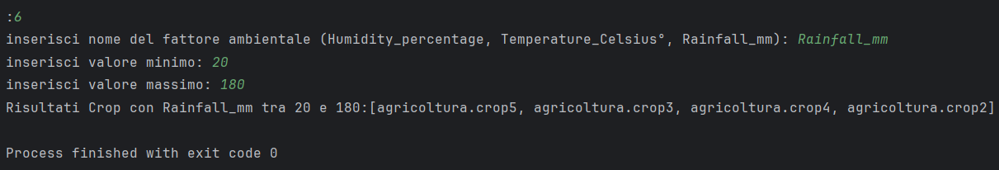 :6
inserisci nome del fattore ambientale (Humidity_percentage, Temperature_Celsius°, Rainfall_mm): Rainfall_mm
inserisci valore minimo: 20
inserisci valore massimo: 180
Risultati Crop con Rainfall_mm tra 20 e 180:[agricoltura.crop5, agricoltura.crop3, agricoltura.crop4, agricoltura.crop2]
Process finished with exit code 0